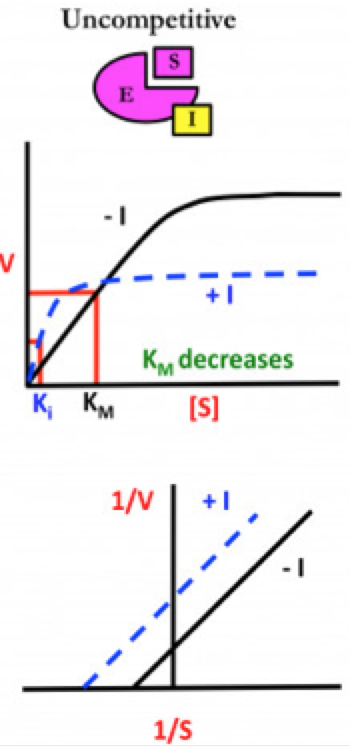 Uncompetitive
S
E
I
- I
V
+ I
KM decreases
Ki
KM
[S]
1/V
+ I
- I
1/S